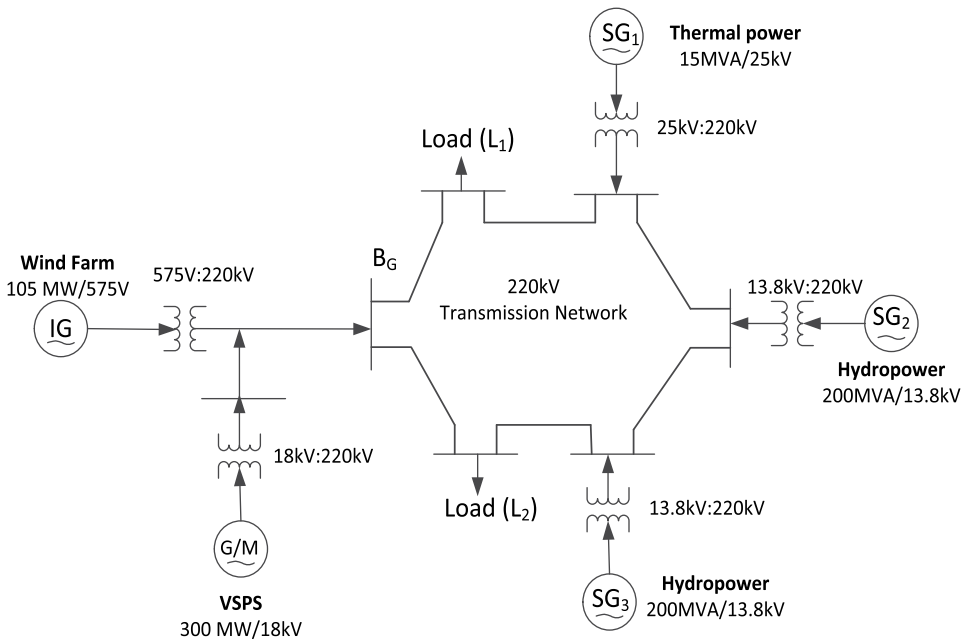 SG1
Thermal power
15MVA/25kV
25kV:220kV
Load (L1)
Wind Farm
105 MW/575V
575V:220kV
BG
220kV
Transmission Network
13.8kV:220kV
IG
SG2
Hydropower
200MVA/13.8kV
18kV:220kV
Load (L2)
13.8kV:220kV
G/M
VSPS
300 MW/18kV
SG3
Hydropower
200MVA/13.8kV